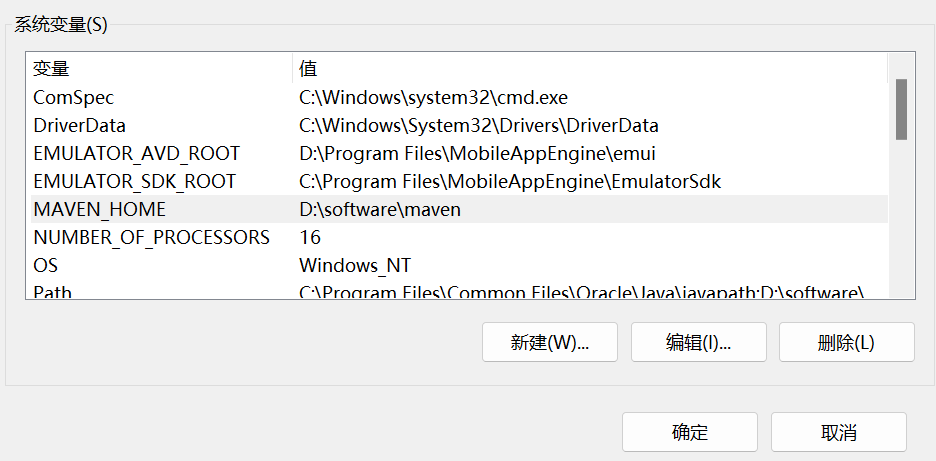 系统变量(S)
变量 值
ComSpec C:\Windows\system32\cmd.exe
DriverData C:\Windows\System32\Drivers\DriverData
EMULATOR_AVD_ROOT D:\Program Files\MobileAppEngine\emui
EMULATOR_SDK_ROOT C:\Program Files\MobileAppEngine\EmulatorSdk
MAVEN_HOME D:\software\maven
NUMBER_OF_PROCESSORS 16
OS Windows_NT
Path C:\Program Files\Common Files\Oracle\Java\javapath;D:\software\
新建(W)... 编辑(I)... 删除(L)
确定 取消